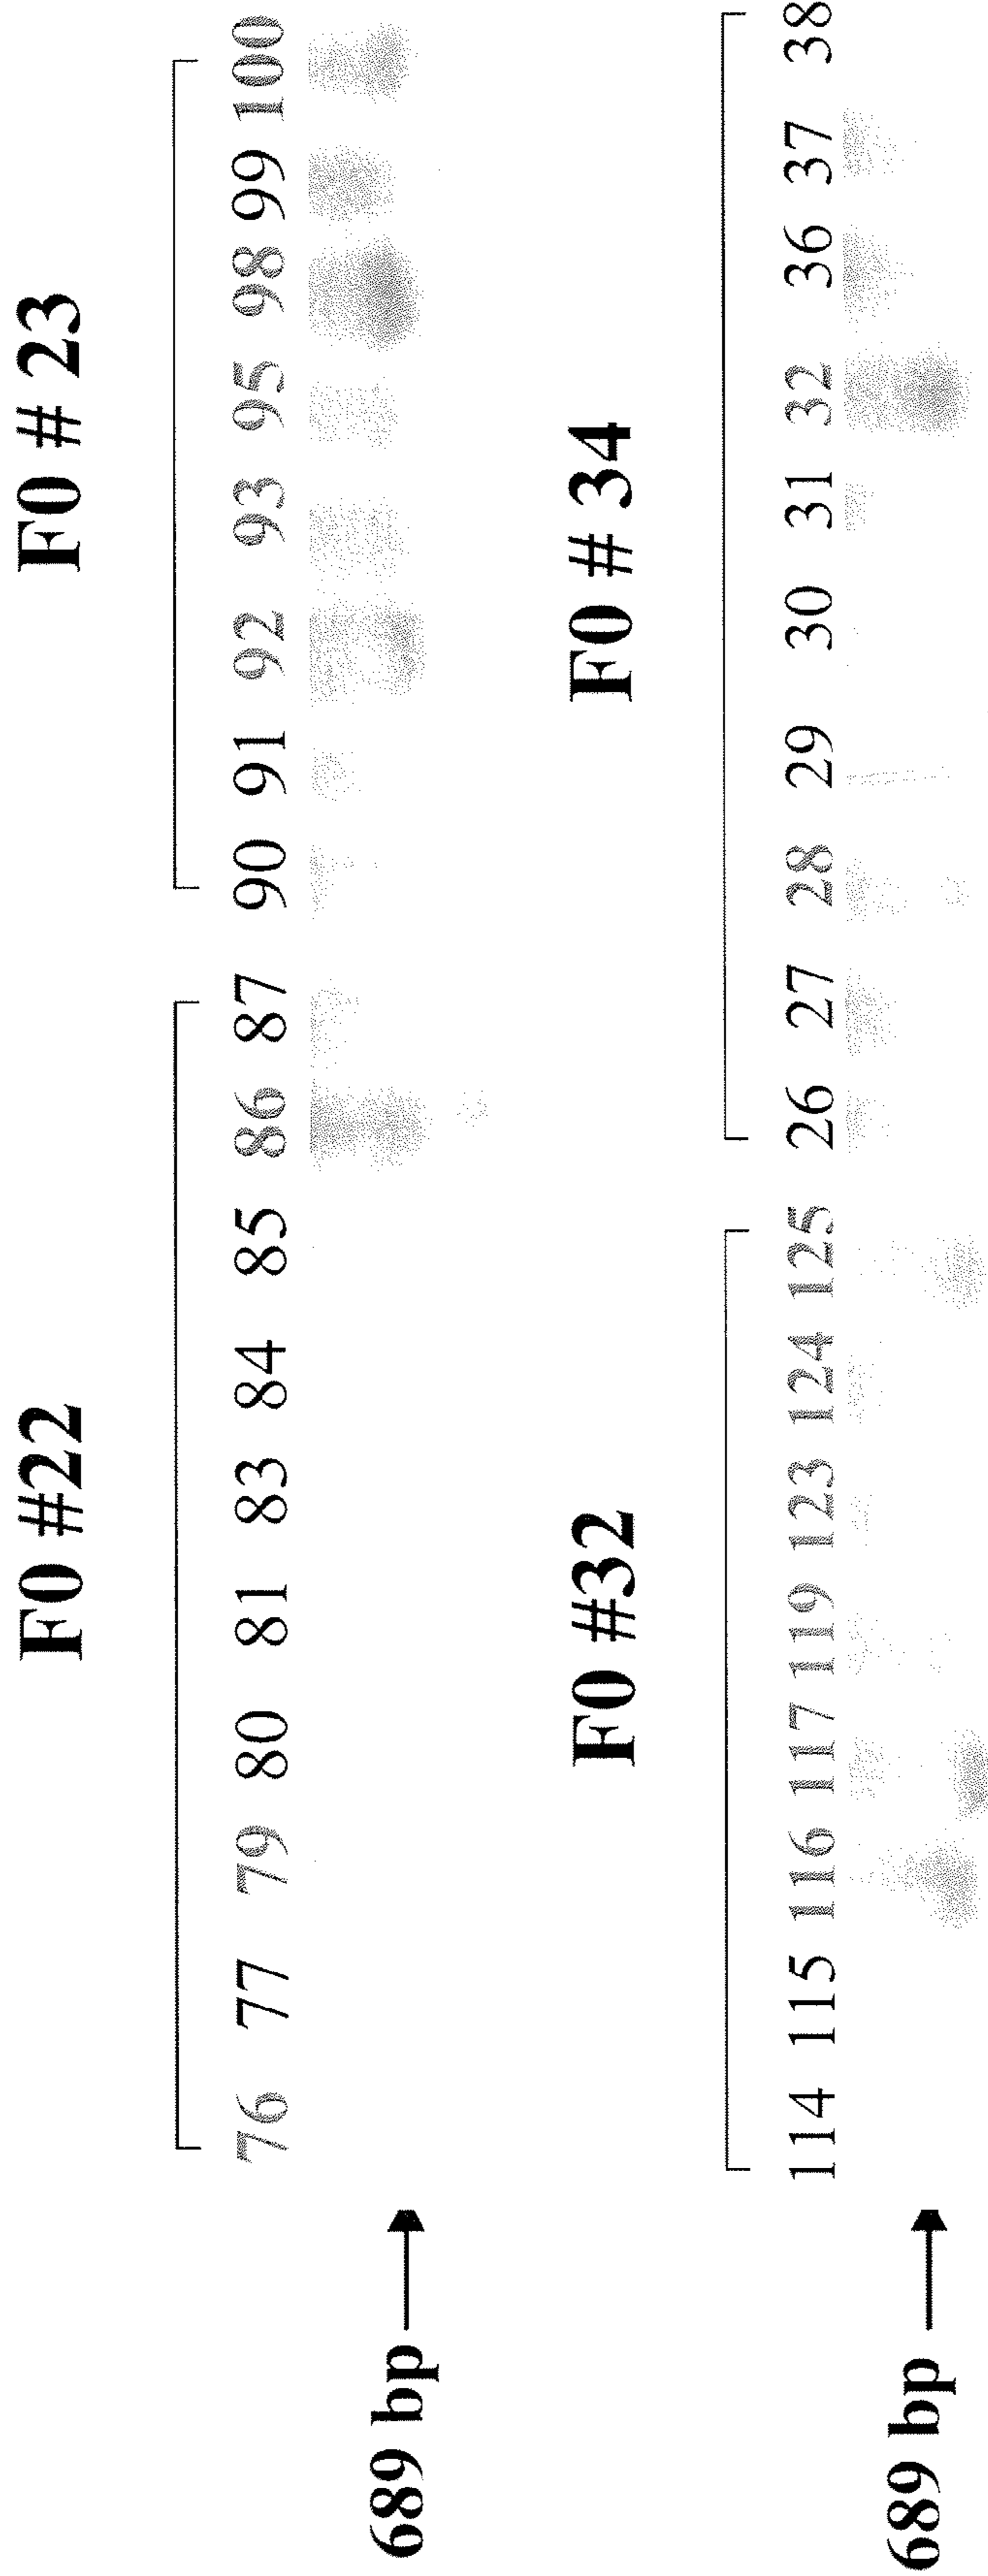 F0 #22 F0 # 23
76 77 79 80 81 83 84 85 86 87 90 91 92 93 95 98 99 100
689 bp
F0 #32 F0 # 34
114 115 116 117 119 123 124 125 26 27 28 29 30 31 32 36 37 38
689 bp